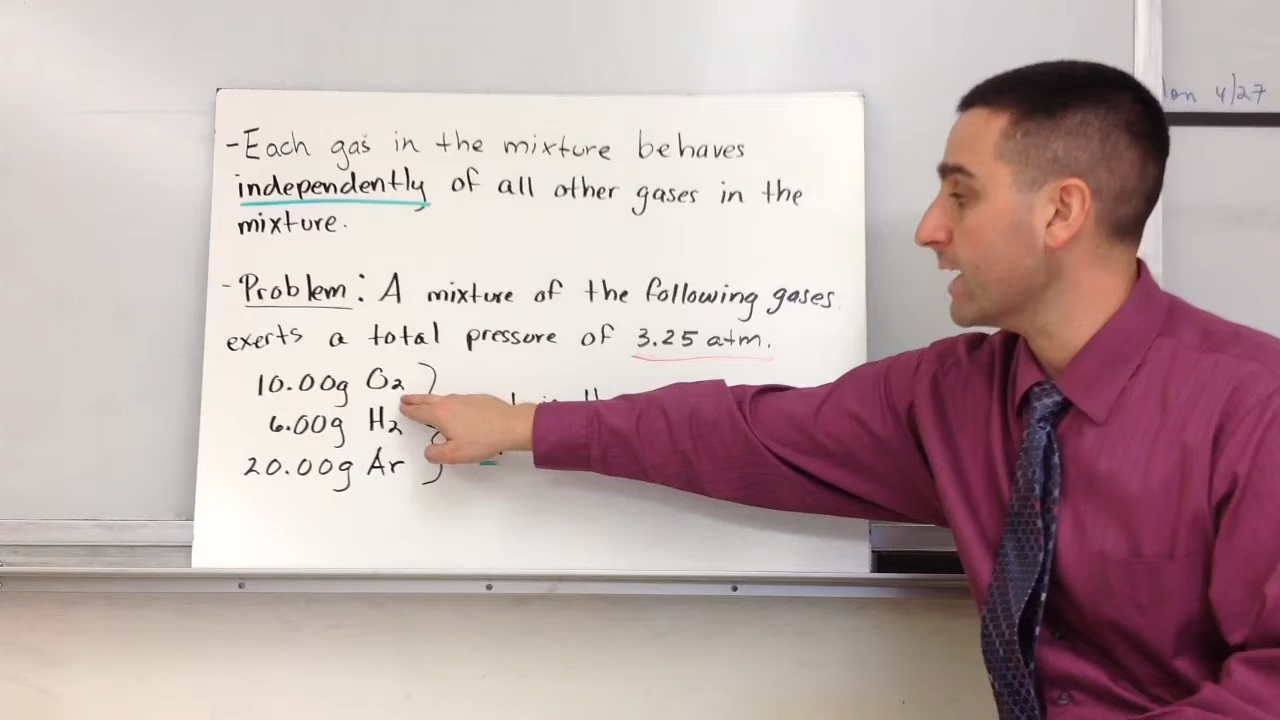 - Each gas in the mixture behaves
independently of all other gases in the
mixture.
- Problem: A mixture of the following gases
exerts a total pressure of 3.25 atm.
10.00g O₂
6.00g H₂
20.00g Ar
4/27